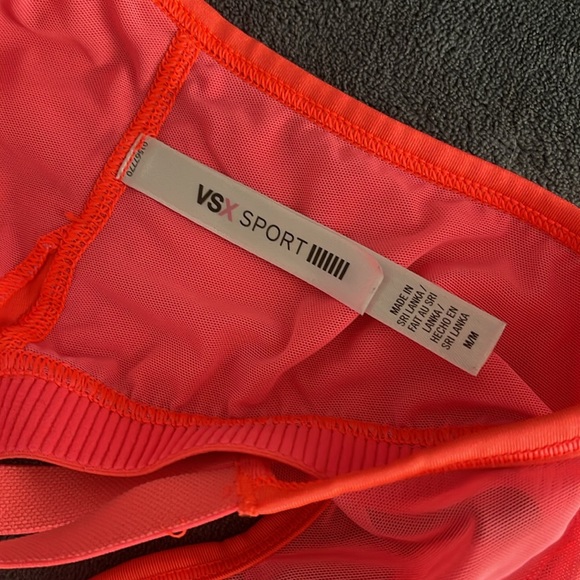 VSX SPORT
MADE IN
SRI LANKA /
FAIT AU SRI
LANKA /
HECHO EN
SRI LANKA
M/M